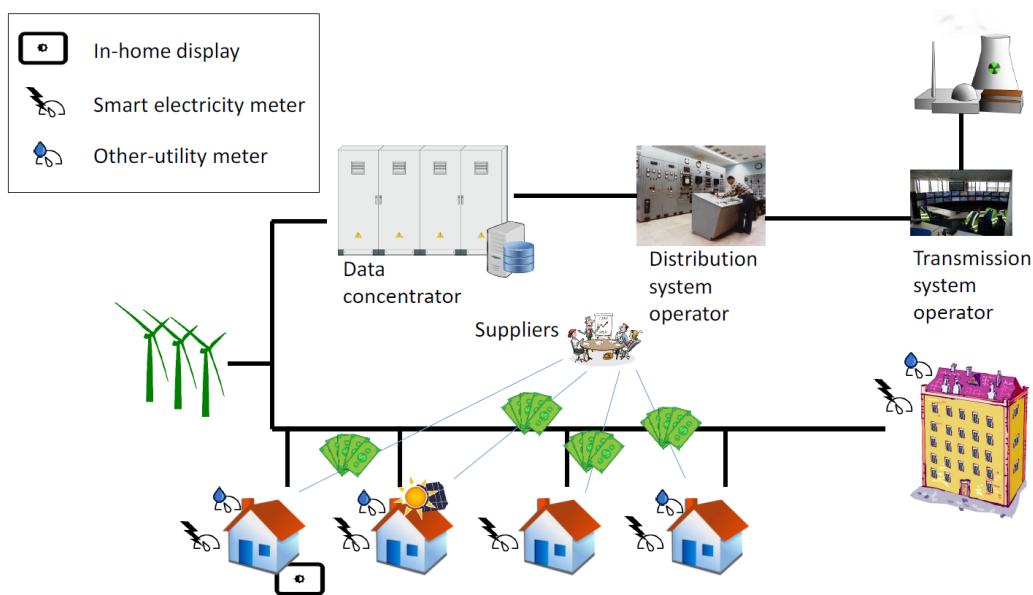 In-home display
Smart electricity meter
Other-utility meter
Data
concentrator
Distribution
system
operator
Transmission
system
operator
Suppliers